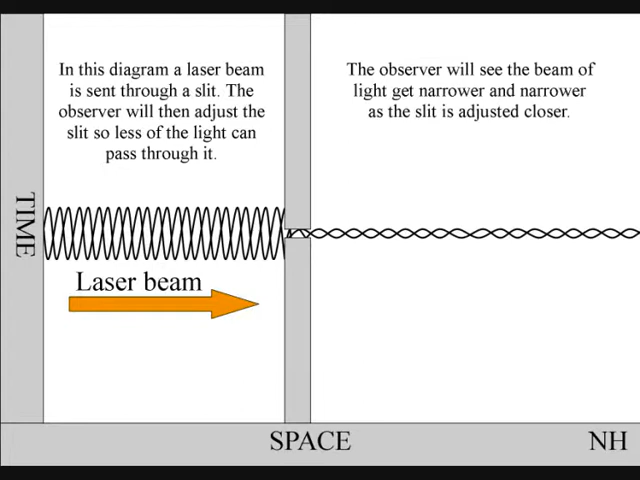 In this diagram a laser beam
is sent through a slit. The
observer will then adjust the
slit so less of the light can
pass through it.
The observer will see the beam of
light get narrower and narrower
as the slit is adjusted closer.
TIME
Laser beam
SPACE
NH